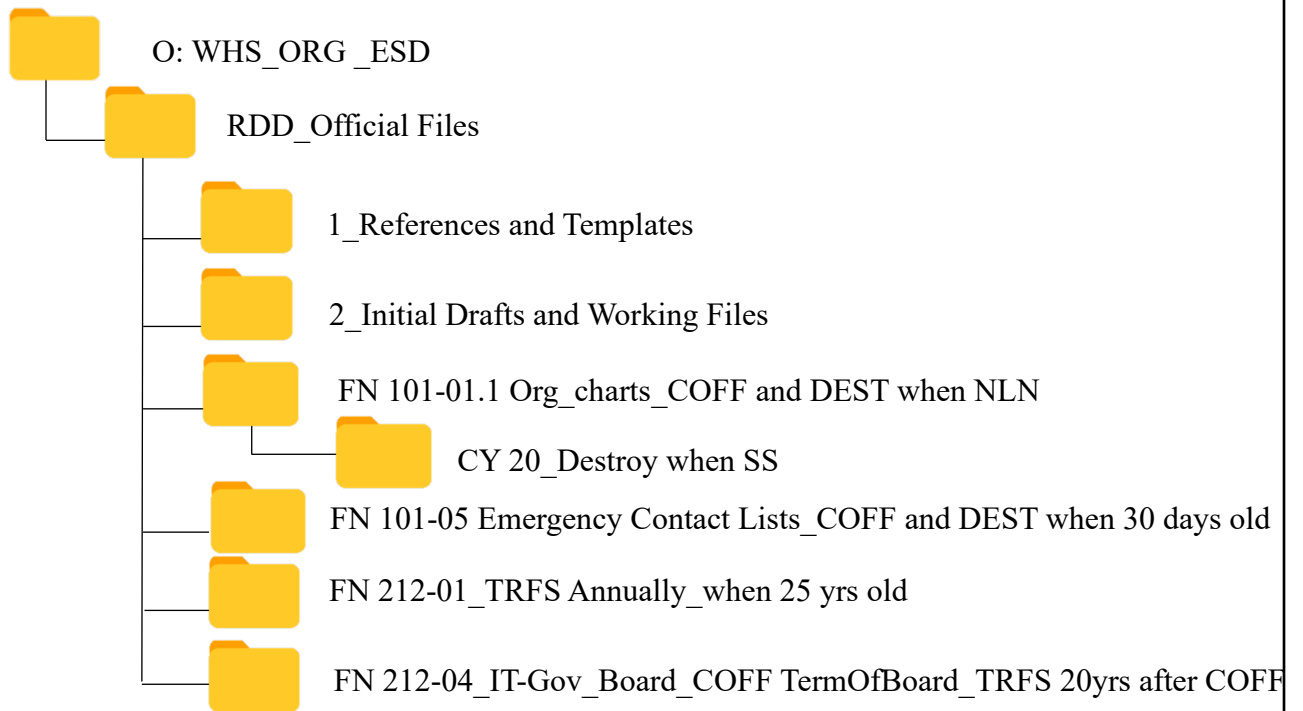 O: WHS_ORG _ESD
RDD_Official Files
1_References and Templates
2_Initial Drafts and Working Files
FN 101-01.1 Org_charts_COFF and DEST when NLN
CY 20_Destroy when SS
FN 101-05 Emergency Contact Lists_COFF and DEST when 30 days old
FN 212-01_TRFS Annually_when 25 yrs old
FN 212-04_IT-Gov_Board_COFF TermOfBoard_TRFS 20yrs after COFF